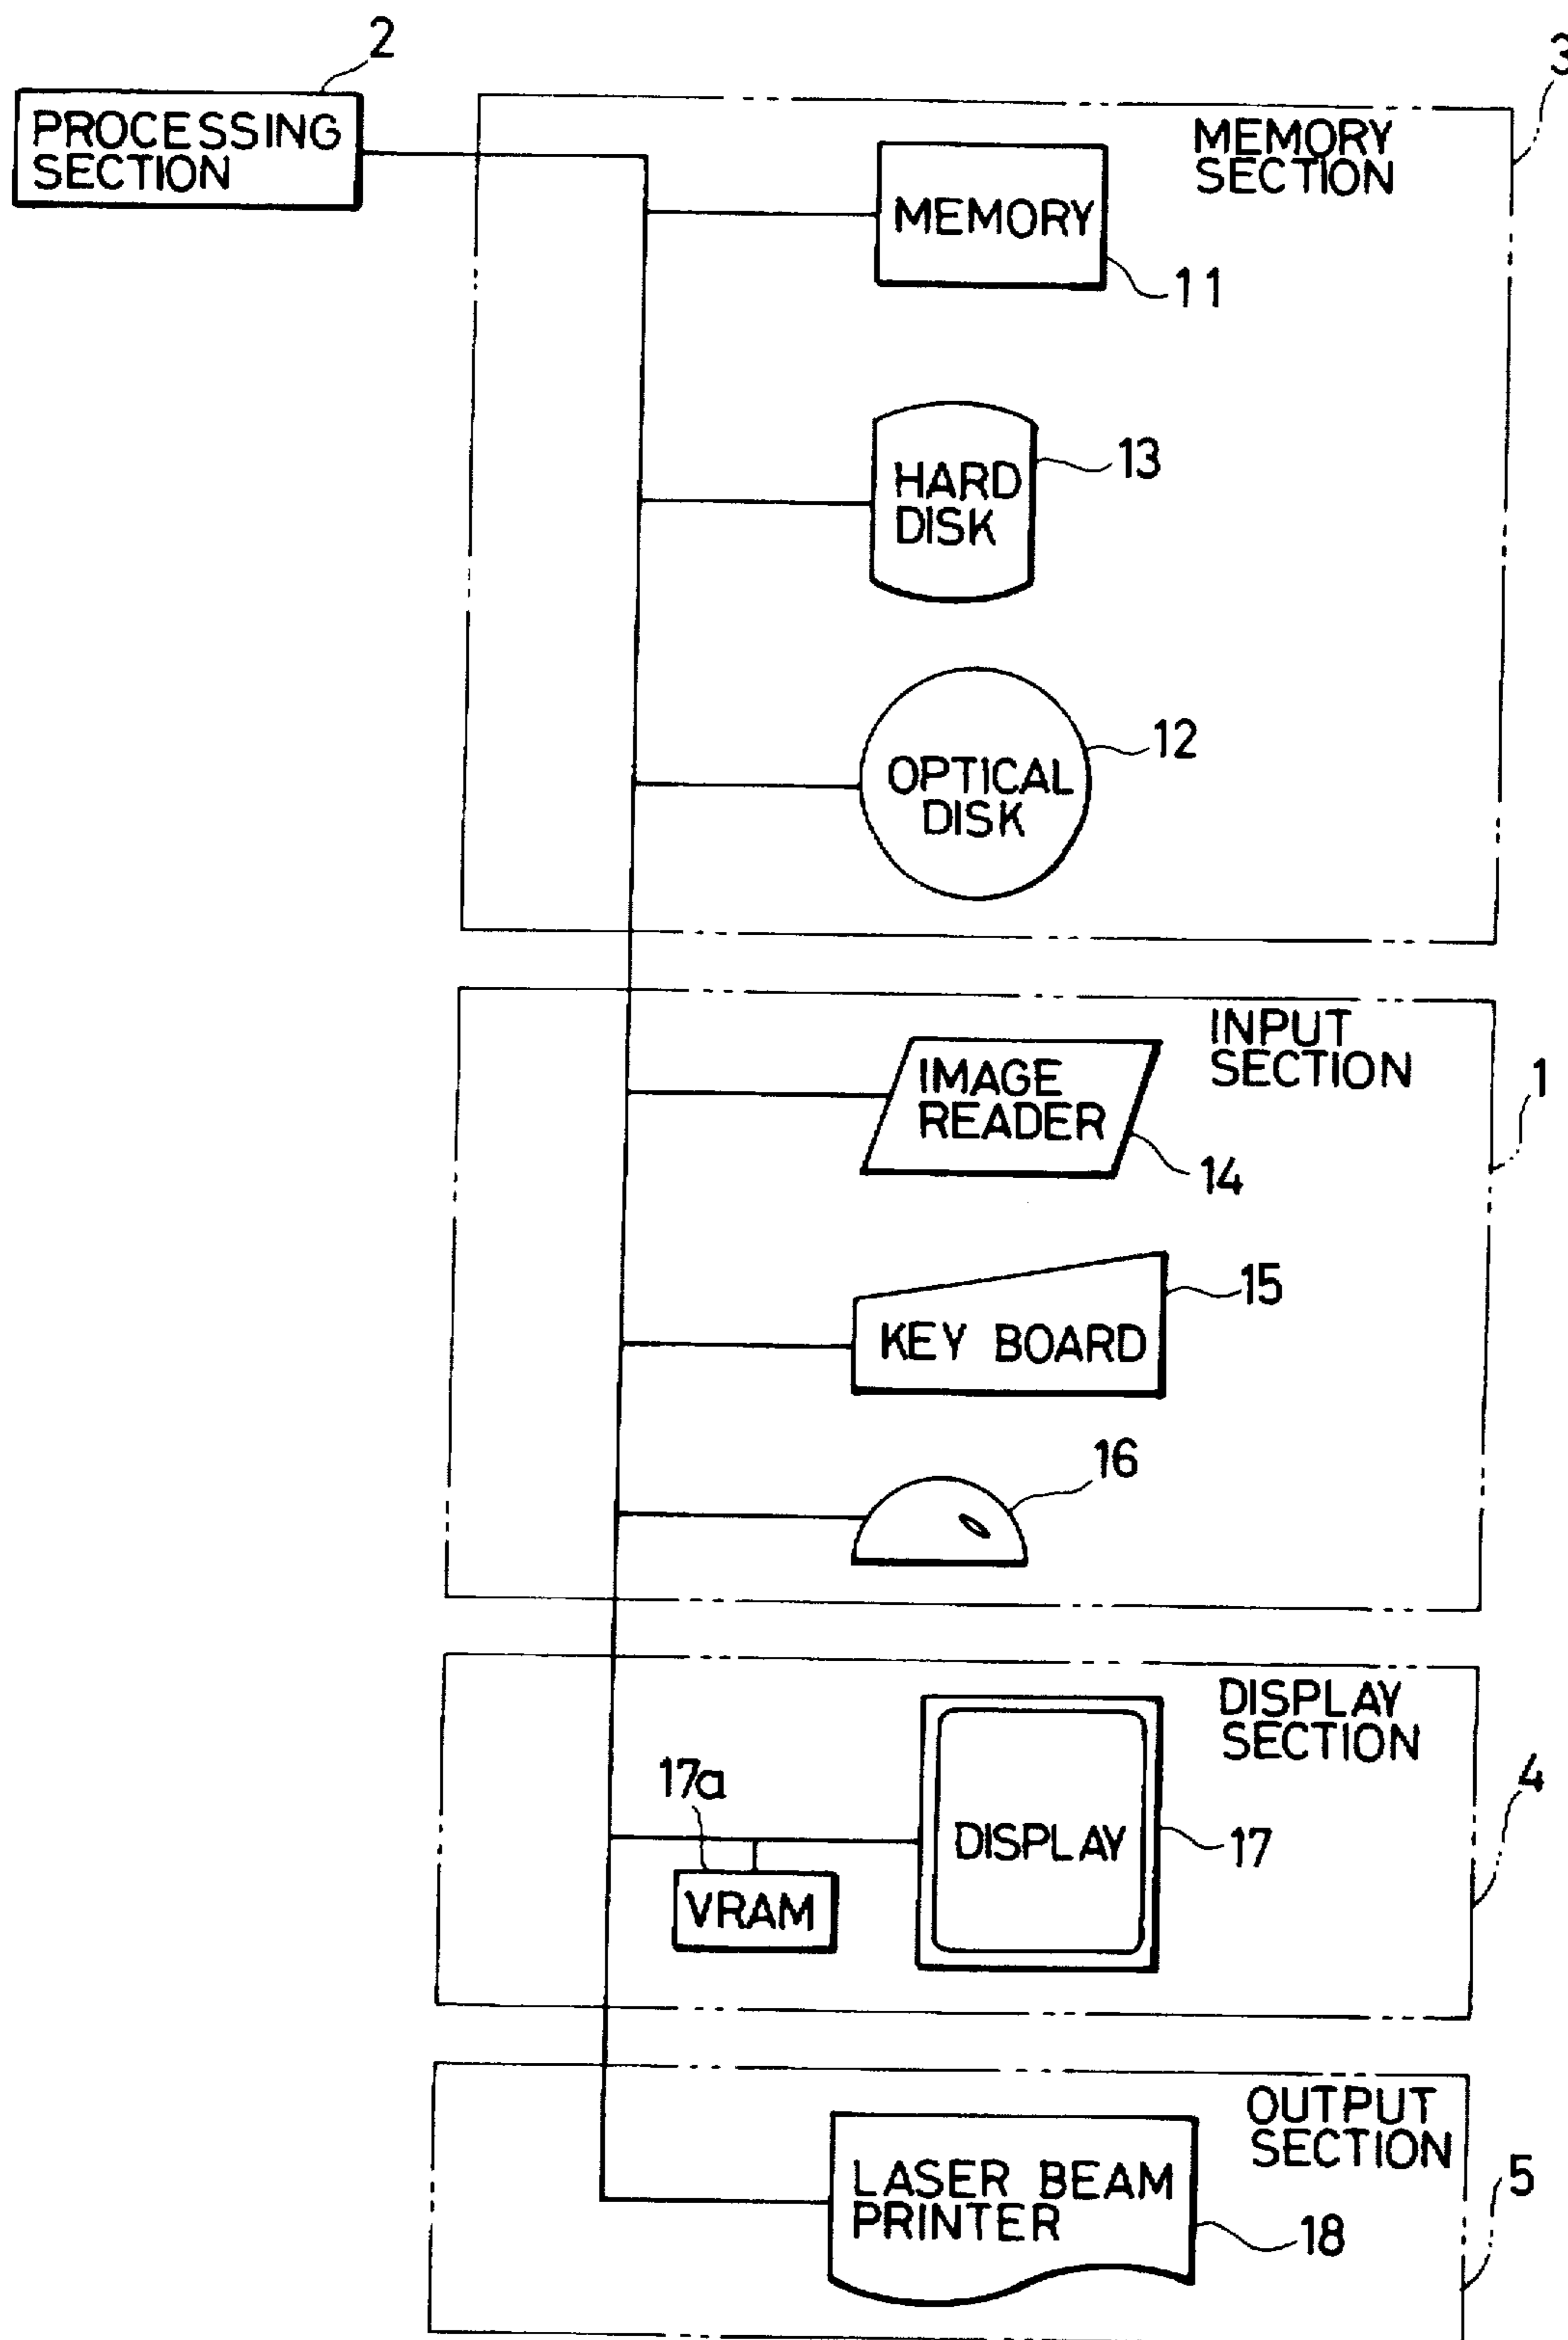 2
3
PROCESSING
SECTION
MEMORY
SECTION
MEMORY
11
HARD
DISK
13
OPTICAL
DISK
12
INPUT
SECTION
1
IMAGE
READER
14
KEY BOARD
15
16
DISPLAY
SECTION
4
17a
VRAM
DISPLAY
17
OUTPUT
SECTION
5
LASER BEAM
PRINTER
18